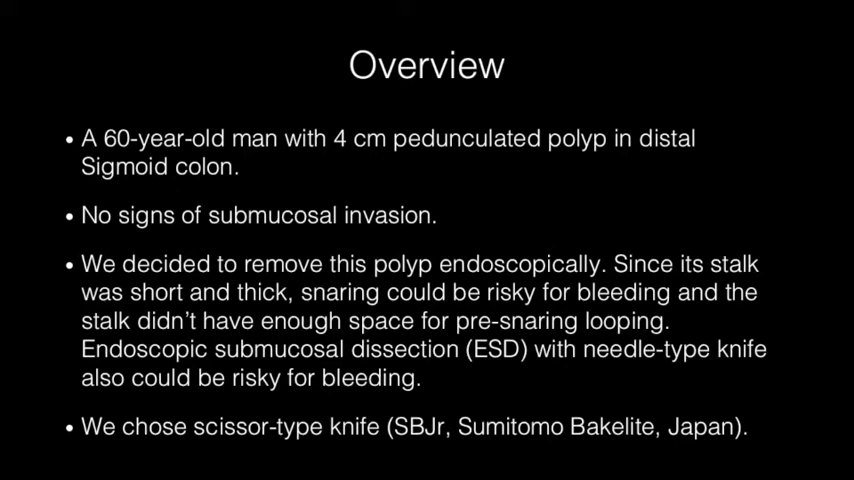 Overview
• A 60-year-old man with 4 cm pedunculated polyp in distal
Sigmoid colon.
• No signs of submucosal invasion.
• We decided to remove this polyp endoscopically. Since its stalk
was short and thick, snaring could be risky for bleeding and the
stalk didn’t have enough space for pre-snaring looping.
Endoscopic submucosal dissection (ESD) with needle-type knife
also could be risky for bleeding.
• We chose scissor-type knife (SBJr, Sumitomo Bakelite, Japan).